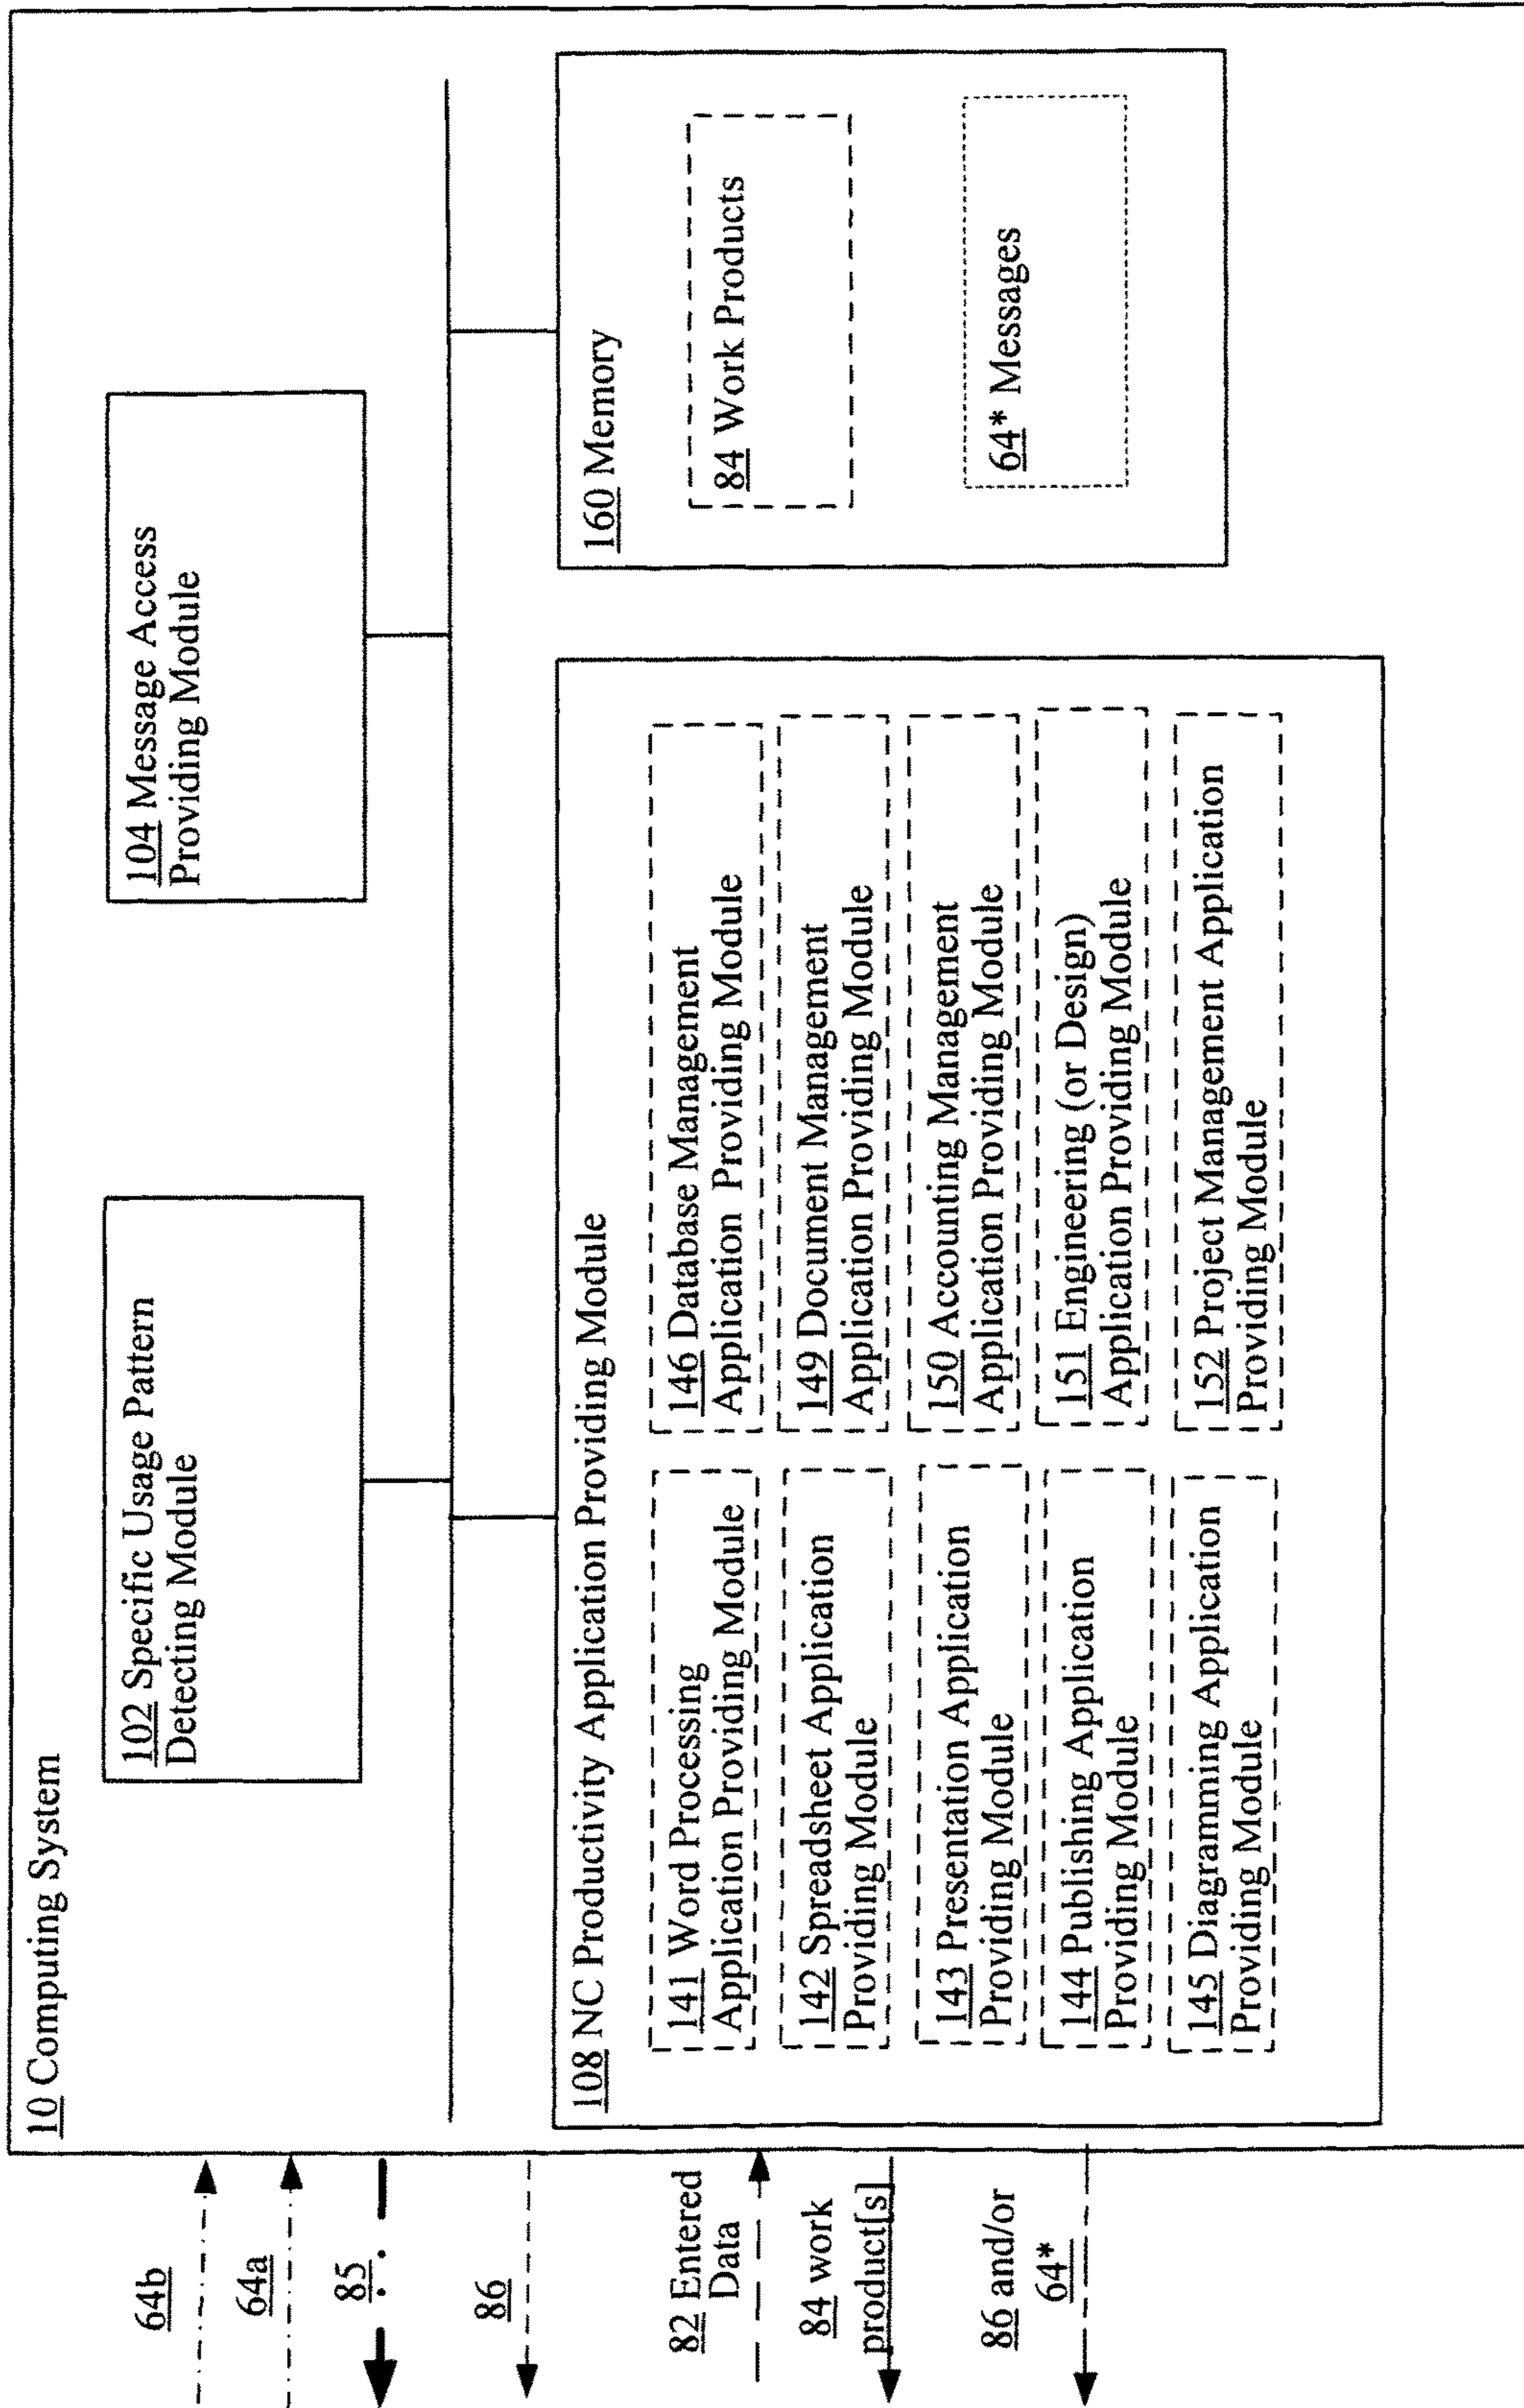 10 Computing System
102 Specific Usage Pattern
Detecting Module
104 Message Access
Providing Module
64b
64a
85
86
82 Entered
Data
84 work
product[s]
86 and/or
64*
108 NC Productivity Application Providing Module
141 Word Processing
Application Providing Module
142 Spreadsheet Application
Providing Module
143 Presentation Application
Providing Module
144 Publishing Application
Providing Module
145 Diagramming Application
Providing Module
146 Database Management
Application Providing Module
149 Document Management
Application Providing Module
150 Accounting Management
Application Providing Module
151 Engineering (or Design)
Application Providing Module
152 Project Management Application
Providing Module
160 Memory
84 Work Products
64* Messages